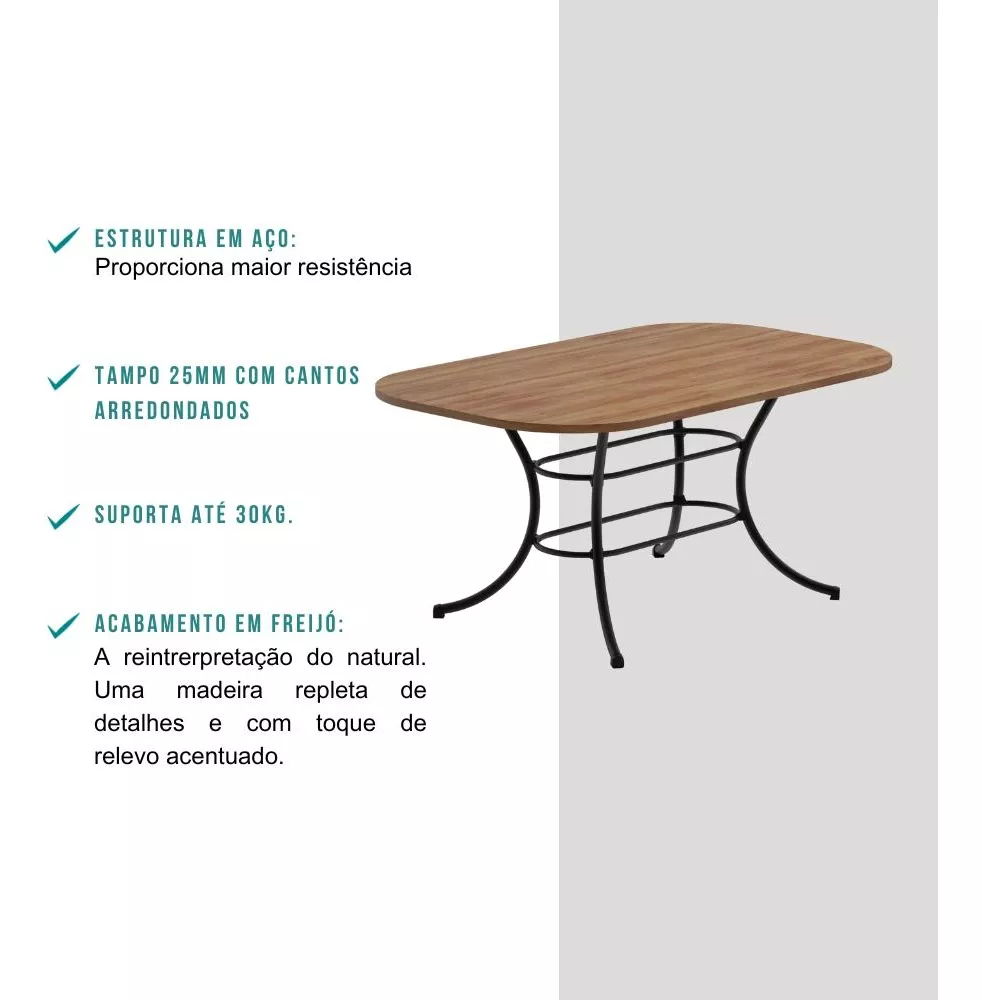 ESTRUTURA EM AÇO:
Proporciona maior resistência
TAMPO 25MM COM CANTOS
ARREDONDADOS
SUPORTA ATÉ 30KG.
ACABAMENTO EM FREIJÓ:
A reintrerpretação do natural.
Uma madeira repleta de
detalhes e com toque de
relevo acentuado.